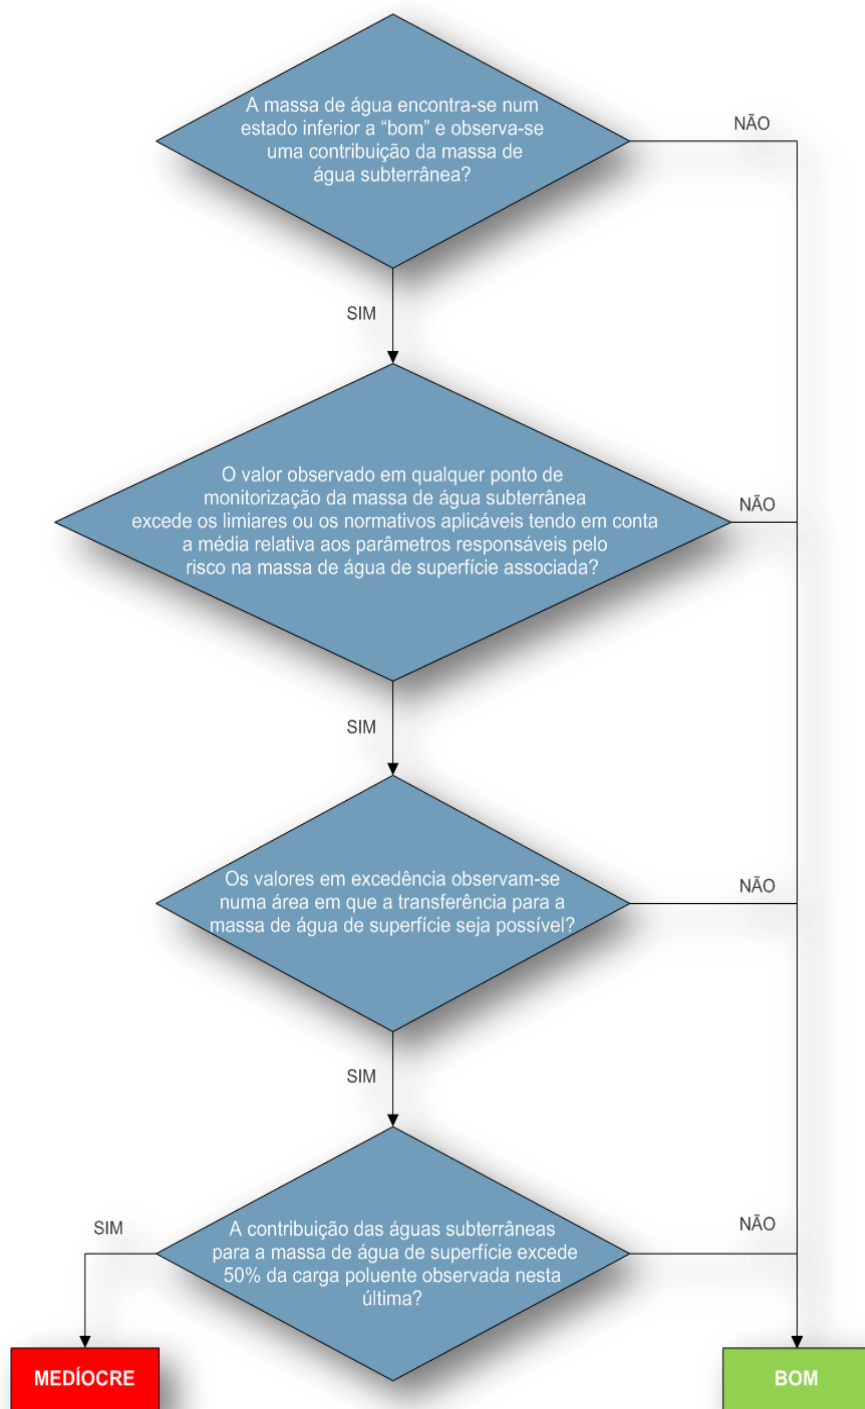 A massa de água encontra-se num
estado inferior a “bom” e observa-se
uma contribuição da massa de
água subterrânea?
NÃO
SIM
O valor observado em qualquer ponto de
monitorização da massa de água subterrânea
excede os limiares ou os normativos aplicáveis tendo em conta
a média relativa aos parâmetros responsáveis pelo
risco na massa de água de superfície associada?
NÃO
SIM
Os valores em excedência observam-se
numa área em que a transferência para a
massa de água de superfície seja possível?
NÃO
SIM
A contribuição das águas subterrâneas
para a massa de água de superfície excede
50% da carga poluente observada nesta
última?
SIM
NÃO
MEDÍOCRE
BOM